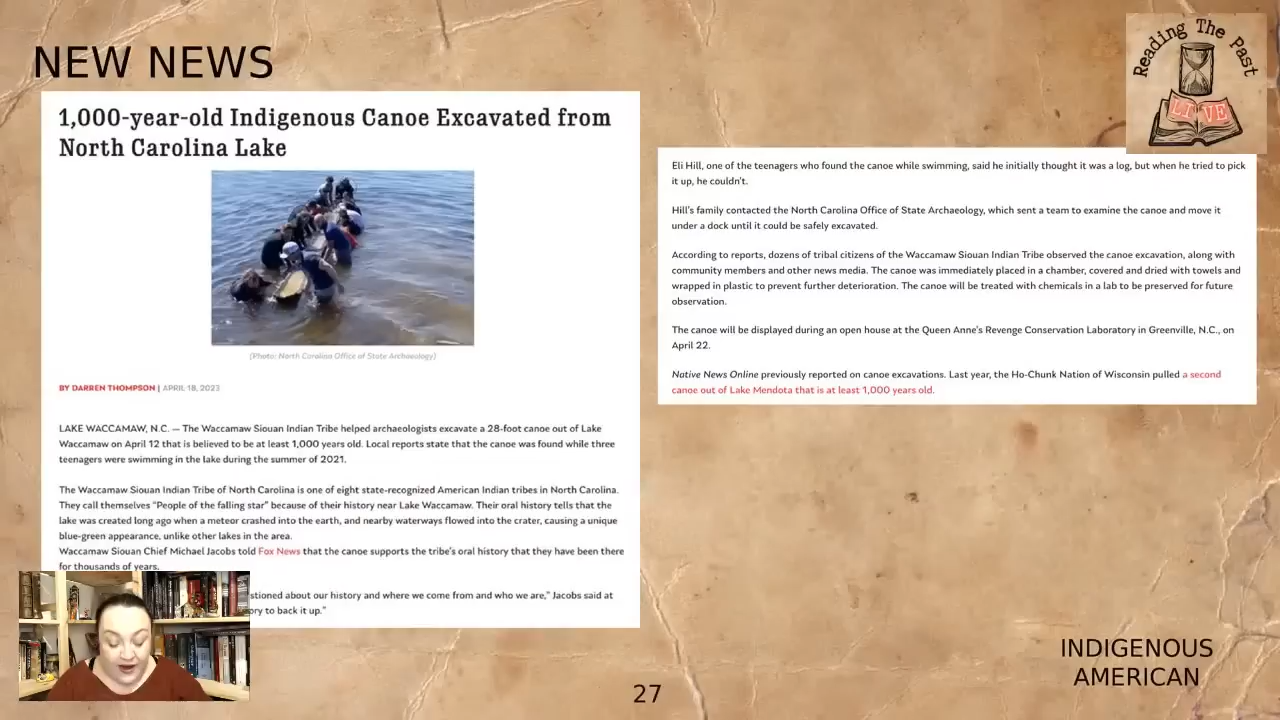 NEW NEWS
Reading The Past
LIVE
1,000-year-old Indigenous Canoe Excavated from
North Carolina Lake
(Photo: North Carolina Office of State Archaeology)
BY DARREN THOMPSON | APRIL 18, 2023
LAKE WACCAMAW, N.C. — The Waccamaw Siouan Indian Tribe helped archaeologists excavate a 28-foot canoe out of Lake
Waccamaw on April 12 that is believed to be at least 1,000 years old. Local reports state that the canoe was found while three
teenagers were swimming in the lake during the summer of 2021.
The Waccamaw Siouan Indian Tribe of North Carolina is one of eight state-recognized American Indian tribes in North Carolina.
They call themselves “People of the falling star” because of their history near Lake Waccamaw. Their oral history tells that the
lake was created long ago when a meteor crashed into the earth, and nearby waterways flowed into the crater, causing a unique
blue-green appearance, unlike other lakes in the area.
Waccamaw Siouan Chief Michael Jacobs told Fox News that the canoe supports the tribe's oral history that they have been there
for thousands of years.
stioned about our history and where we come from and who we are,” Jacobs said at
ory to back it up.”
Eli Hill, one of the teenagers who found the canoe while swimming, said he initially thought it was a log, but when he tried to pick
it up, he couldn't.
Hill's family contacted the North Carolina Office of State Archaeology, which sent a team to examine the canoe and move it
under a dock until it could be safely excavated.
According to reports, dozens of tribal citizens of the Waccamaw Siouan Indian Tribe observed the canoe excavation, along with
community members and other news media. The canoe was immediately placed in a chamber, covered and dried with towels and
wrapped in plastic to prevent further deterioration. The canoe will be treated with chemicals in a lab to be preserved for future
observation.
The canoe will be displayed during an open house at the Queen Anne's Revenge Conservation Laboratory in Greenville, N.C., on
April 22.
Native News Online previously reported on canoe excavations. Last year, the Ho-Chunk Nation of Wisconsin pulled a second
canoe out of Lake Mendota that is at least 1,000 years old.
INDIGENOUS
AMERICAN
27